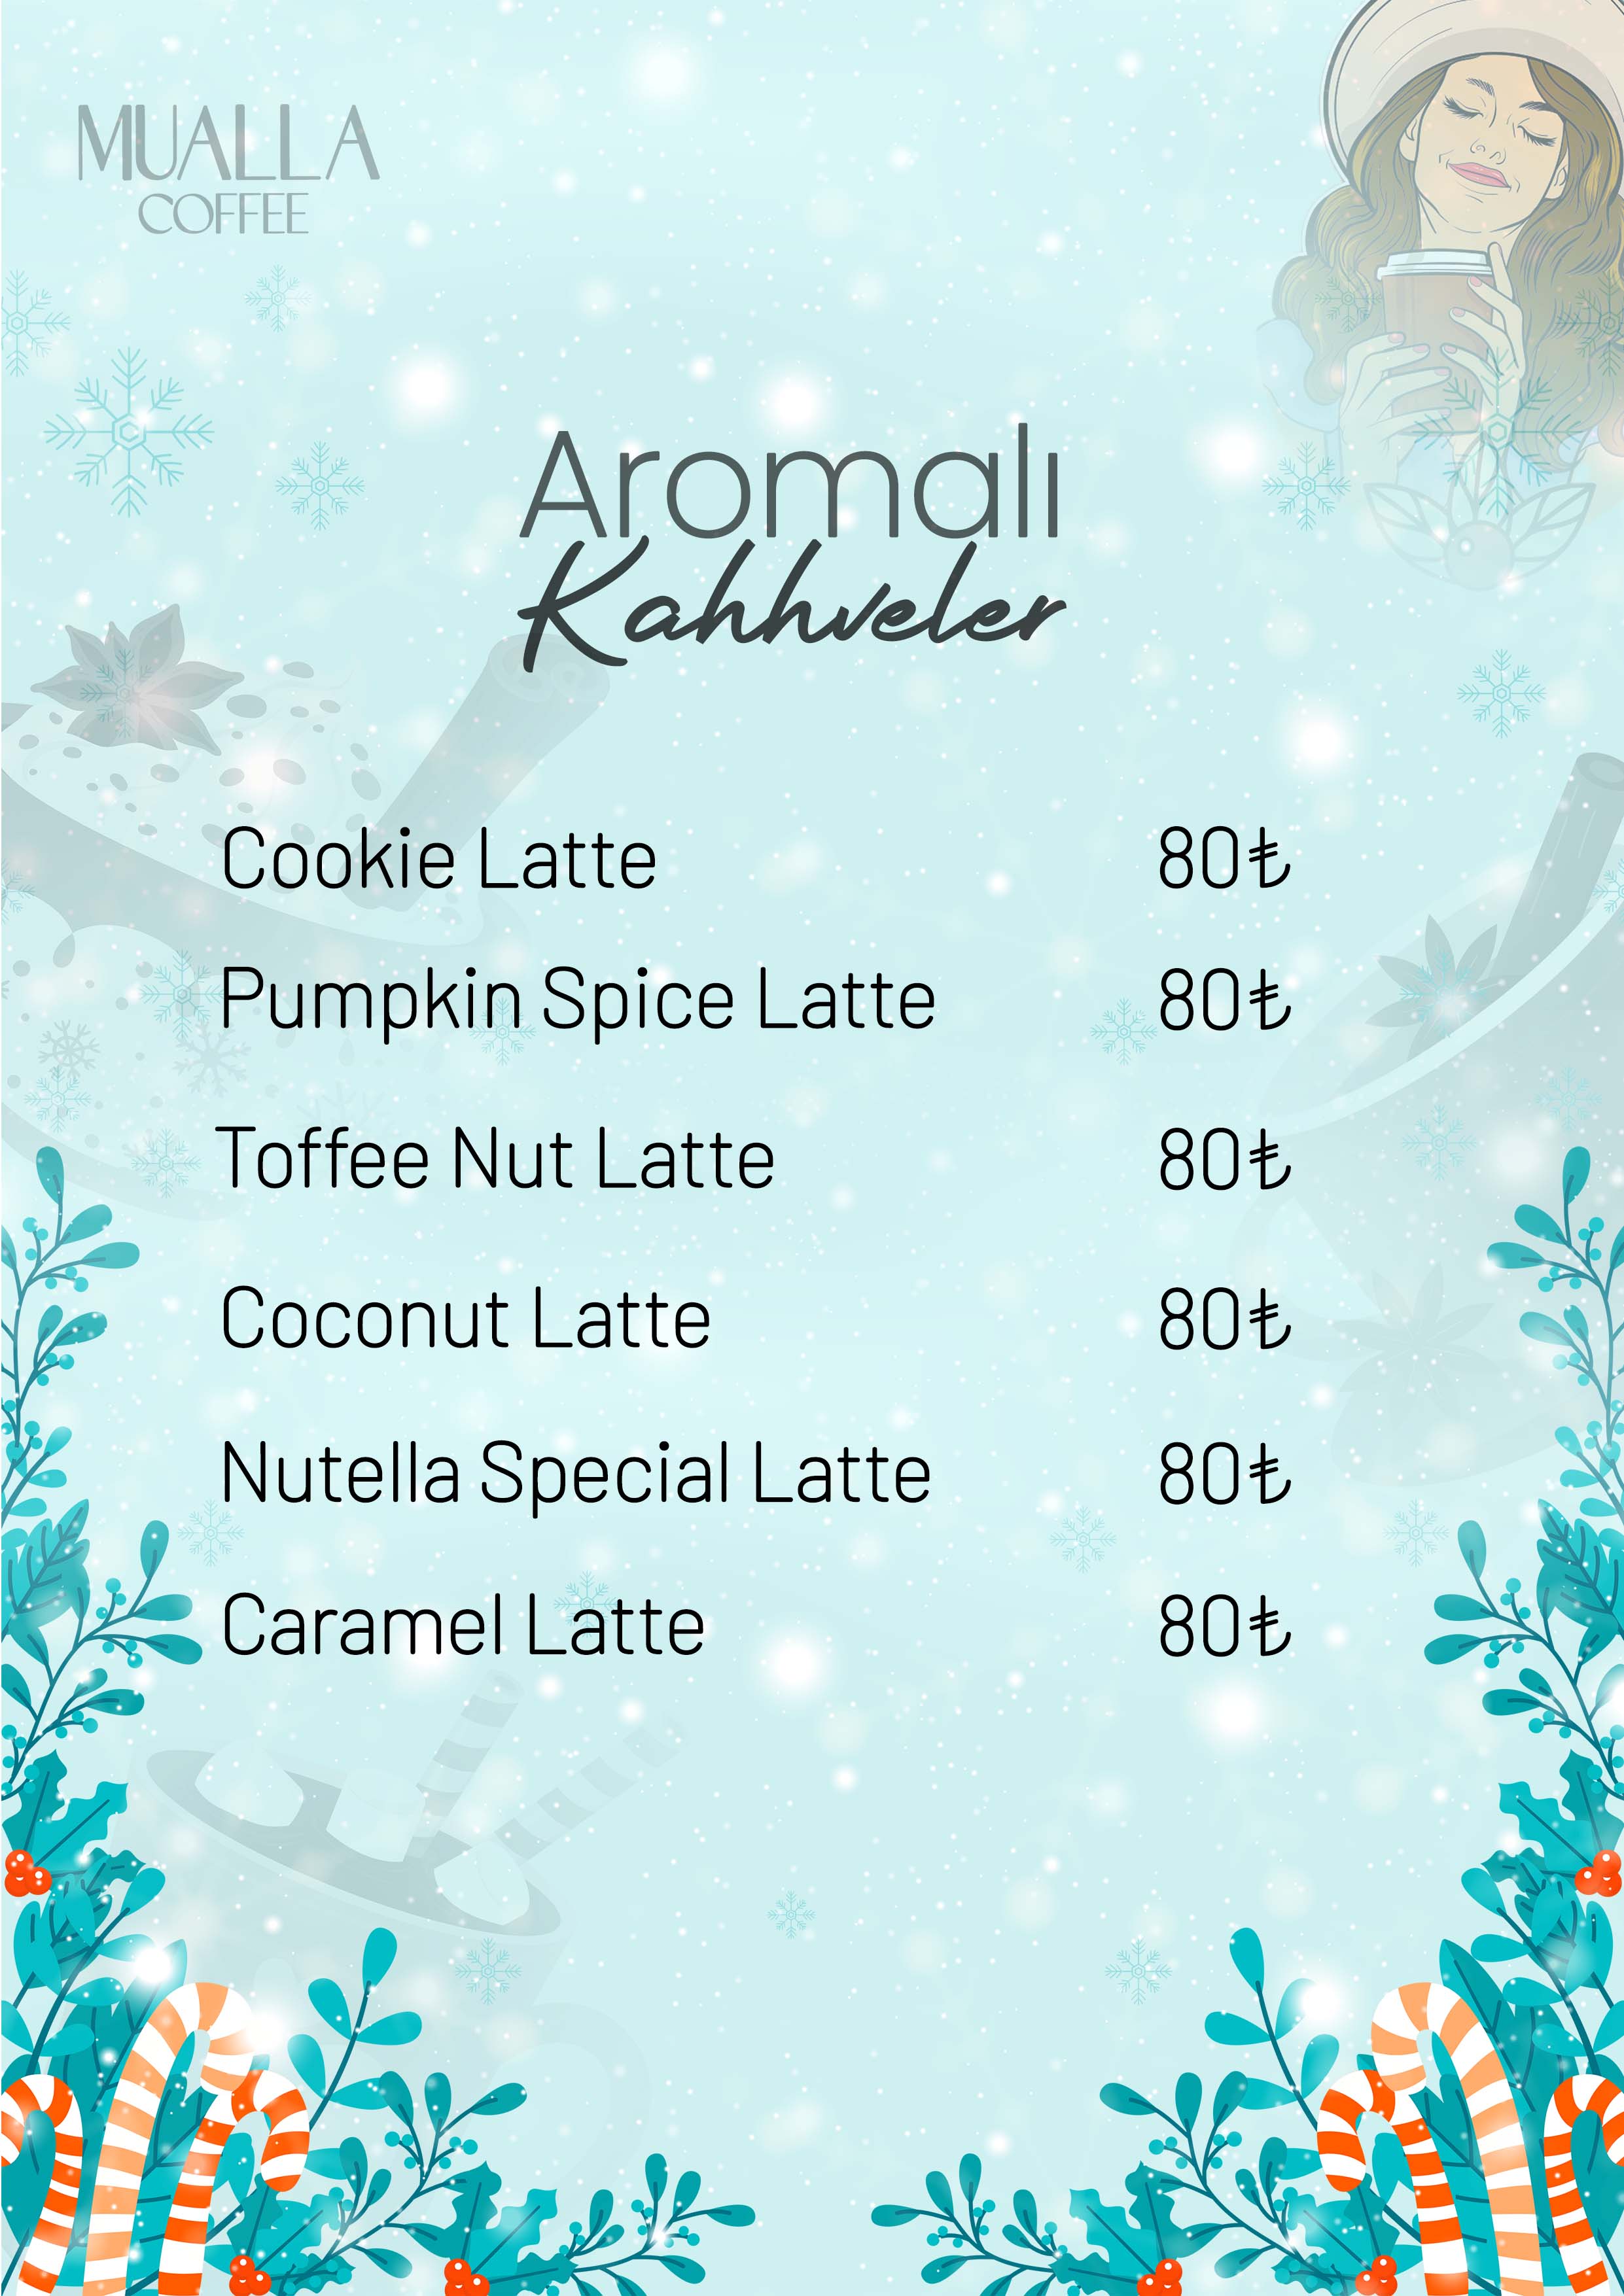 MUALLA
COFFEE
Aromalı
Kahhveler
Cookie Latte 80₺
Pumpkin Spice Latte 80₺
Toffee Nut Latte 80₺
Coconut Latte 80₺
Nutella Special Latte 80₺
Caramel Latte 80₺